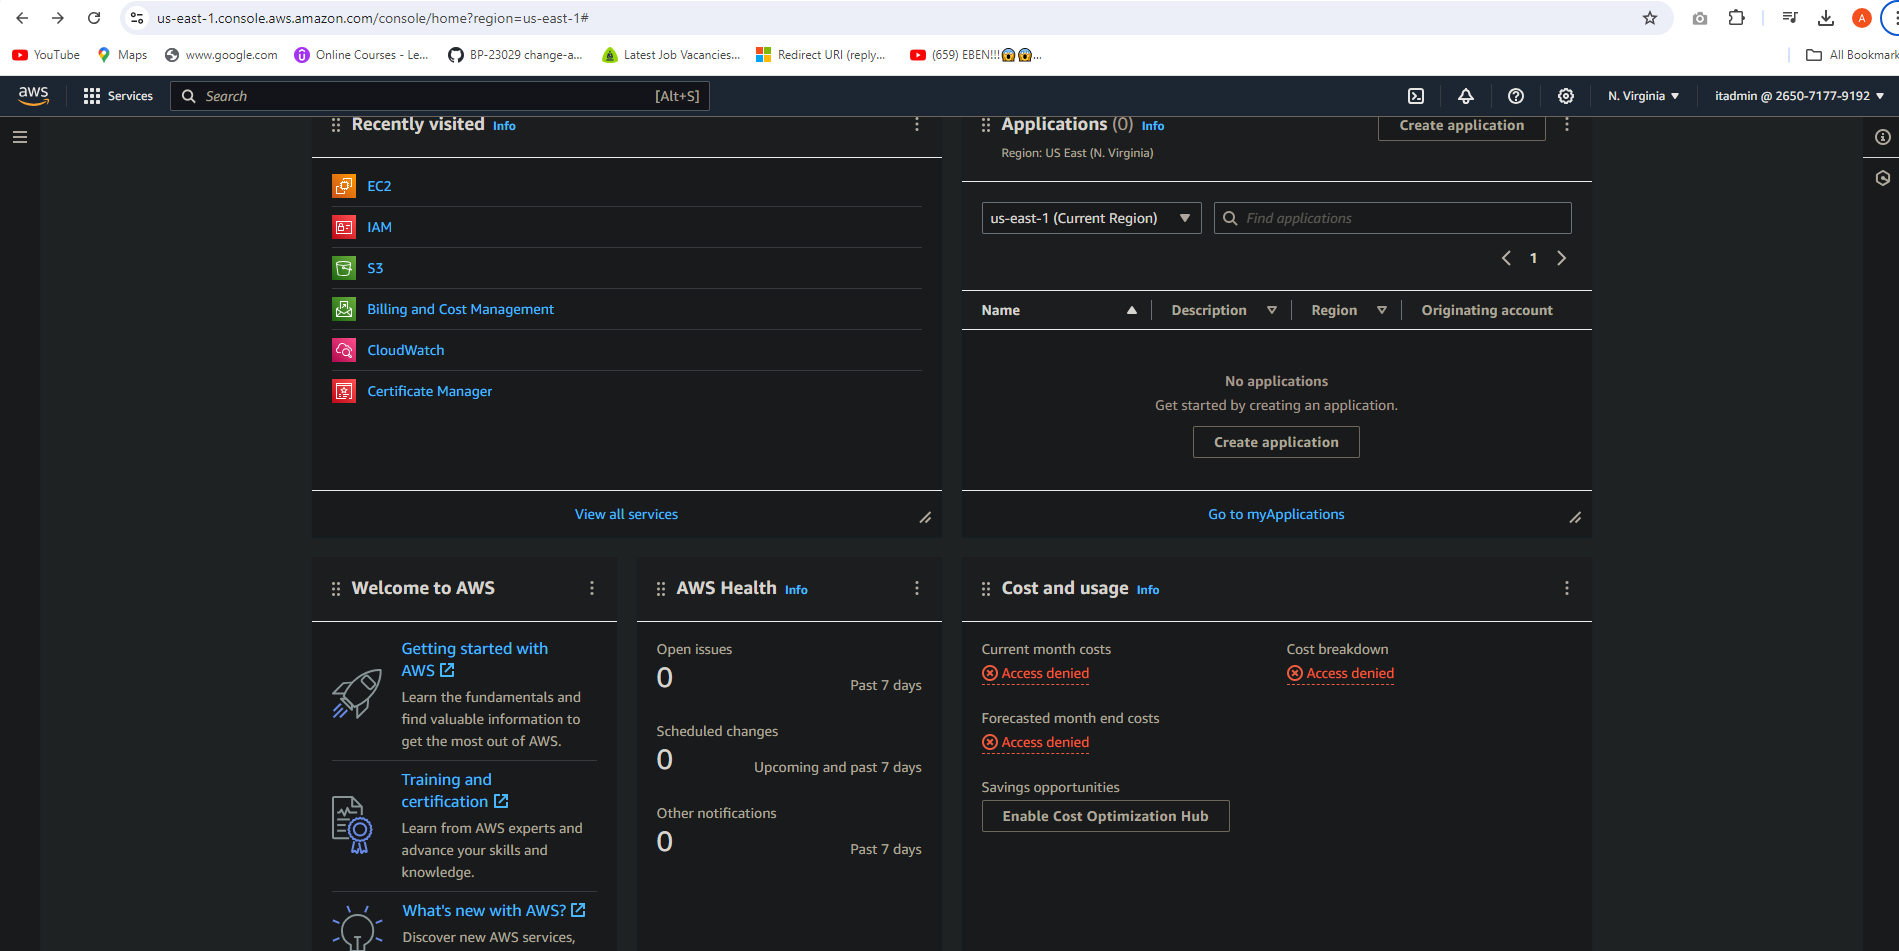 us-east-1.console.aws.amazon.com/console/home?region=us-east-1#
A
YouTube
Maps
www.google.com
Online Courses - Le...
BP-23029 change-a...
Latest Job Vacancies...
Redirect URI (reply...
(659) EBEN!!!😱😱...
All Bookmark
aws
Services
Search
[Alt+S]
N. Virginia
itadmin @ 2650-7177-9192
Recently visited Info
EC2
IAM
S3
Billing and Cost Management
CloudWatch
Certificate Manager
View all services
Applications (0) Info
Region: US East (N. Virginia)
Create application
us-east-1 (Current Region)
Find applications
1
Name
Description
Region
Originating account
No applications
Get started by creating an application.
Create application
Go to myApplications
Welcome to AWS
Getting started with
AWS
Learn the fundamentals and
find valuable information to
get the most out of AWS.
Training and
certification
Learn from AWS experts and
advance your skills and
knowledge.
What's new with AWS?
Discover new AWS services,
AWS Health Info
Open issues
0
Past 7 days
Scheduled changes
0
Upcoming and past 7 days
Other notifications
0
Past 7 days
Cost and usage Info
Current month costs
Access denied
Cost breakdown
Access denied
Forecasted month end costs
Access denied
Savings opportunities
Enable Cost Optimization Hub